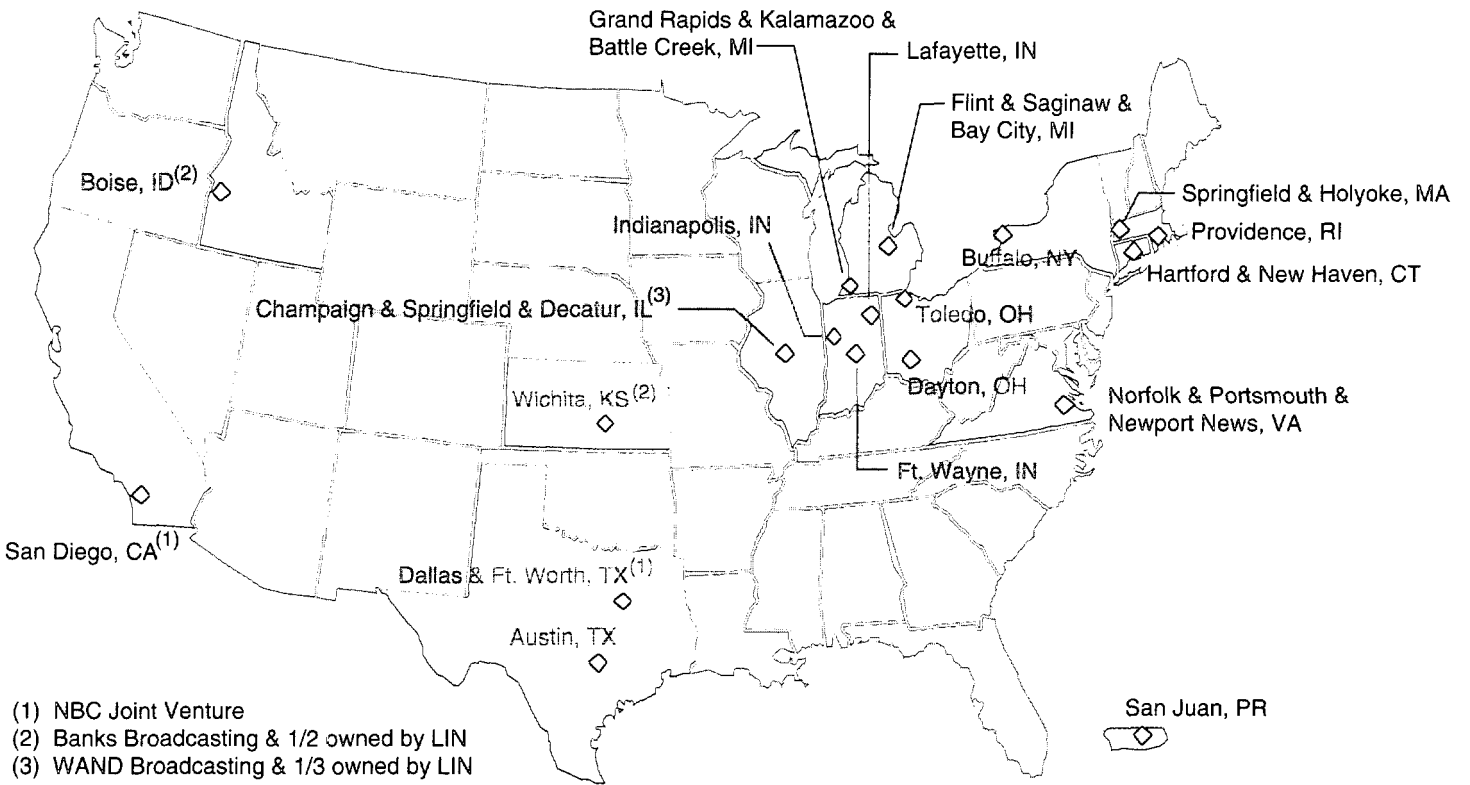 Grand Rapids & Kalamazoo &
Battle Creek, MI
Lafayette, IN
Flint & Saginaw &
Bay City, MI
Boise, ID(2)
Springfield & Holyoke, MA
Indianapolis, IN
Providence, RI
Buffalo, NY
Hartford & New Haven, CT
Champaign & Springfield & Decatur, IL(3)
Toledo, OH
Dayton, OH
Wichita, KS(2)
Norfolk & Portsmouth &
Newport News, VA
Ft. Wayne, IN
San Diego, CA(1)
Dallas & Ft. Worth, TX(1)
Austin, TX
San Juan, PR
(1) NBC Joint Venture
(2) Banks Broadcasting & 1/2 owned by LIN
(3) WAND Broadcasting & 1/3 owned by LIN